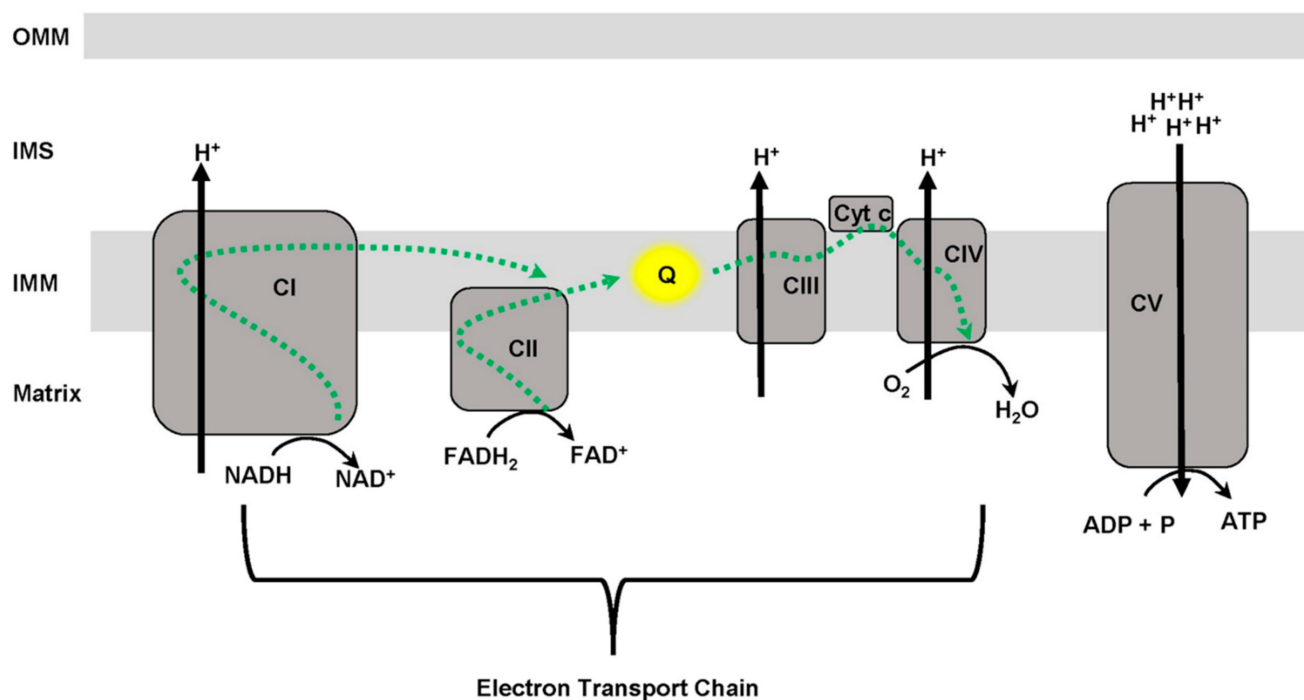 OMM
H⁺H⁺
H⁺ H⁺ H⁺
IMS
H⁺
H⁺
H⁺
Cyt c
CI
Q
CIII
CIV
IMM
CV
CII
Matrix
O₂
H₂O
NADH
NAD⁺
FADH₂
FAD⁺
ADP + P
ATP
Electron Transport Chain